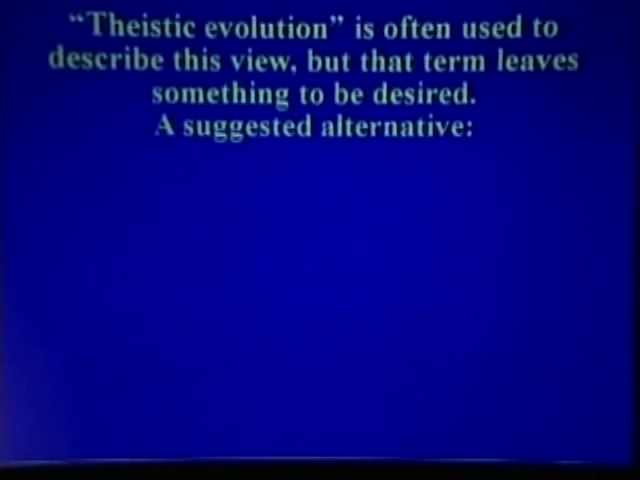 “Theistic evolution” is often used to
describe this view, but that term leaves
something to be desired.
A suggested alternative: